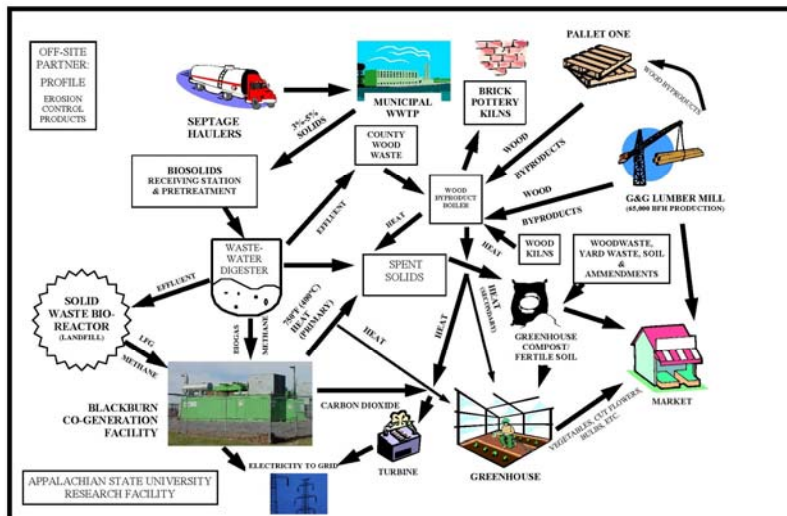 OFF-SITE
PARTNER:
PROFILE
EROSION
CONTROL
PRODUCTS
SEPTAGE
HAULERS
MUNICIPAL
WWTP
BRICK
POTTERY
KILNS
PALLET ONE
WOOD BYPRODUCTS
3%-5%
SOLIDS
COUNTY
WOOD
WASTE
WOOD
BYPRODUCTS
BIOSOLIDS
RECEIVING STATION
& PRETREATMENT
WOOD
BYPRODUCT
BOILER
WOOD
BYPRODUCTS
G&G LUMBER MILL
(65,000 BFH PRODUCTION)
EFFLUENT
HEAT
HEAT
WOOD
KILNS
WOODWASTE,
YARD WASTE, SOIL
&
AMMENDMENTS
WASTE-
WATER
DIGESTER
SPENT
SOLIDS
EFFLUENT
SOLID
WASTE BIO-
REACTOR
(LANDFILL)
750°F (400°C)
HEAT
(PRIMARY)
HEAT
(SECONDARY)
BIOGAS
METHANE
HEAT
HEAT
LFG
METHANE
GREENHOUSE
COMPOST/
FERTILE SOIL
MARKET
BLACKBURN
CO-GENERATION
FACILITY
CARBON DIOXIDE
VEGETABLES, CUT FLOWERS,
BULBS, ETC.
ELECTRICITY TO GRID
TURBINE
GREENHOUSE
APPALACHIAN STATE UNIVERSITY
RESEARCH FACILITY